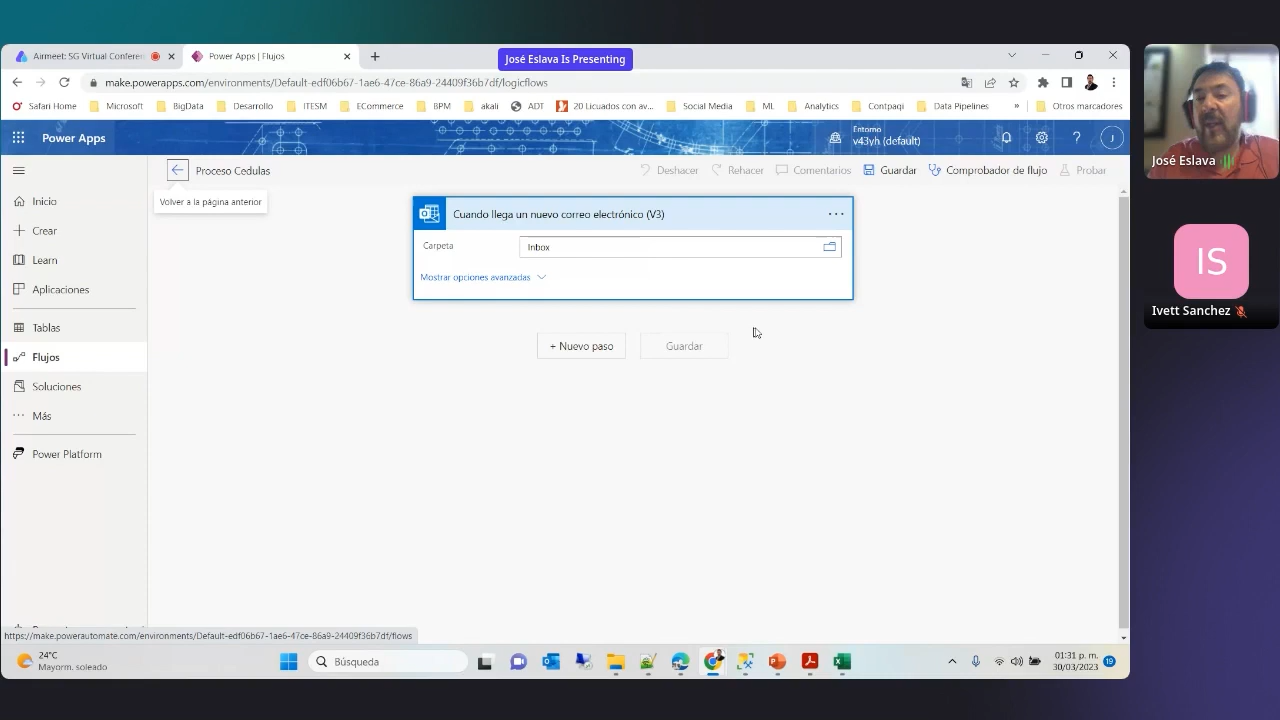 Airmeet: SG Virtual Conferen
Power Apps | Flujos
José Eslava Is Presenting
make.powerapps.com/environments/Default-edf06b67-1ae6-47ce-86a9-24409f36b7df/logicflows
Safari Home
Microsoft
BigData
Desarrollo
ITESM
ECommerce
BPM
akali
ADT
20 Licuados con av...
Social Media
ML
Analytics
Contpaqi
Data Pipelines
»
Otros marcadores
Power Apps
Entorno
v43yh (default)
J
Proceso Cedulas
Deshacer
Rehacer
Comentarios
Guardar
Comprobador de flujo
Probar
Volver a la página anterior
Inicio
Crear
Learn
Aplicaciones
Tablas
Flujos
Soluciones
Más
Power Platform
Cuando llega un nuevo correo electrónico (V3)
Carpeta
Inbox
Mostrar opciones avanzadas
+ Nuevo paso
Guardar
https://make.powerautomate.com/environments/Default-edf06b67-1ae6-47ce-86a9-24409f36b7df/flows
24°C
Mayorm. soleado
Búsqueda
01:31 p. m.
30/03/2023
19
José Eslava
IS
Ivett Sanchez